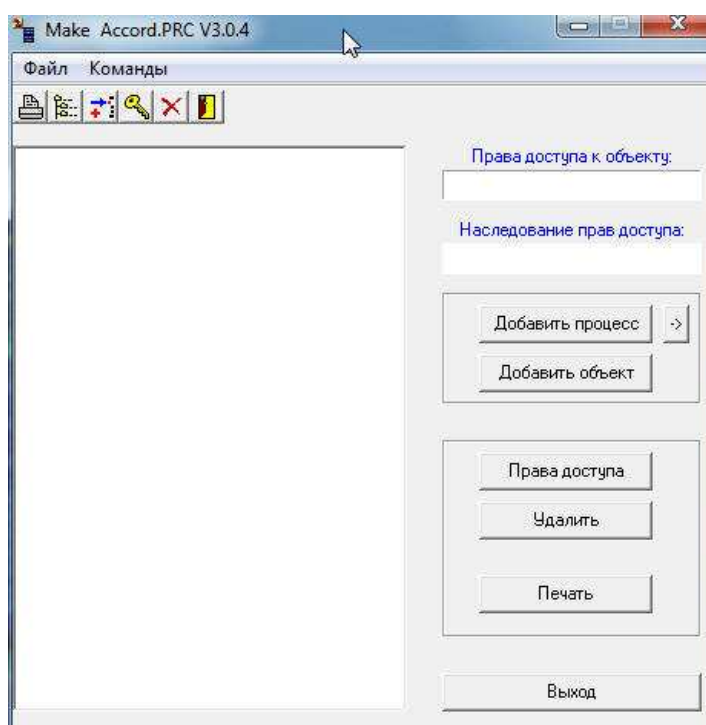 Make Accord.PRC V3.0.4
Файл Команды
Права доступа к объекту:
Наследование прав доступа:
Добавить процесс ->
Добавить объект
Права доступа
Удалить
Печать
Выход